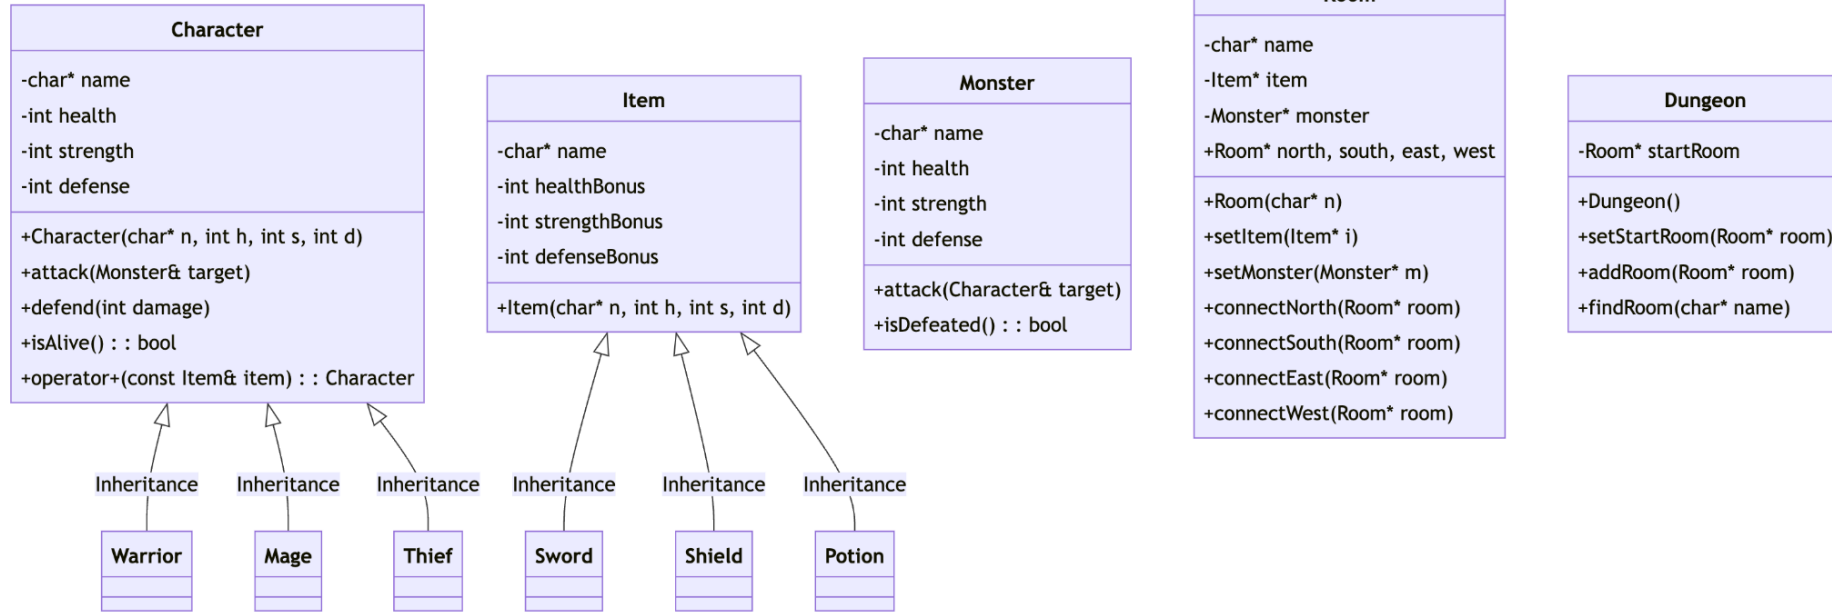 Character
-char* name
-int health
-int strength
-int defense
+Character(char* n, int h, int s, int d)
+attack(Monster& target)
+defend(int damage)
+isAlive() : : bool
+operator+(const Item& item) : : Character
Item
-char* name
-int healthBonus
-int strengthBonus
-int defenseBonus
+Item(char* n, int h, int s, int d)
Monster
-char* name
-int health
-int strength
-int defense
+attack(Character& target)
+isDefeated() : : bool
Room
-char* name
-Item* item
-Monster* monster
+Room* north, south, east, west
+Room(char* n)
+setItem(Item* i)
+setMonster(Monster* m)
+connectNorth(Room* room)
+connectSouth(Room* room)
+connectEast(Room* room)
+connectWest(Room* room)
Dungeon
-Room* startRoom
+Dungeon()
+setStartRoom(Room* room)
+addRoom(Room* room)
+findRoom(char* name)
Inheritance
Inheritance
Inheritance
Inheritance
Inheritance
Inheritance
Warrior
Mage
Thief
Sword
Shield
Potion